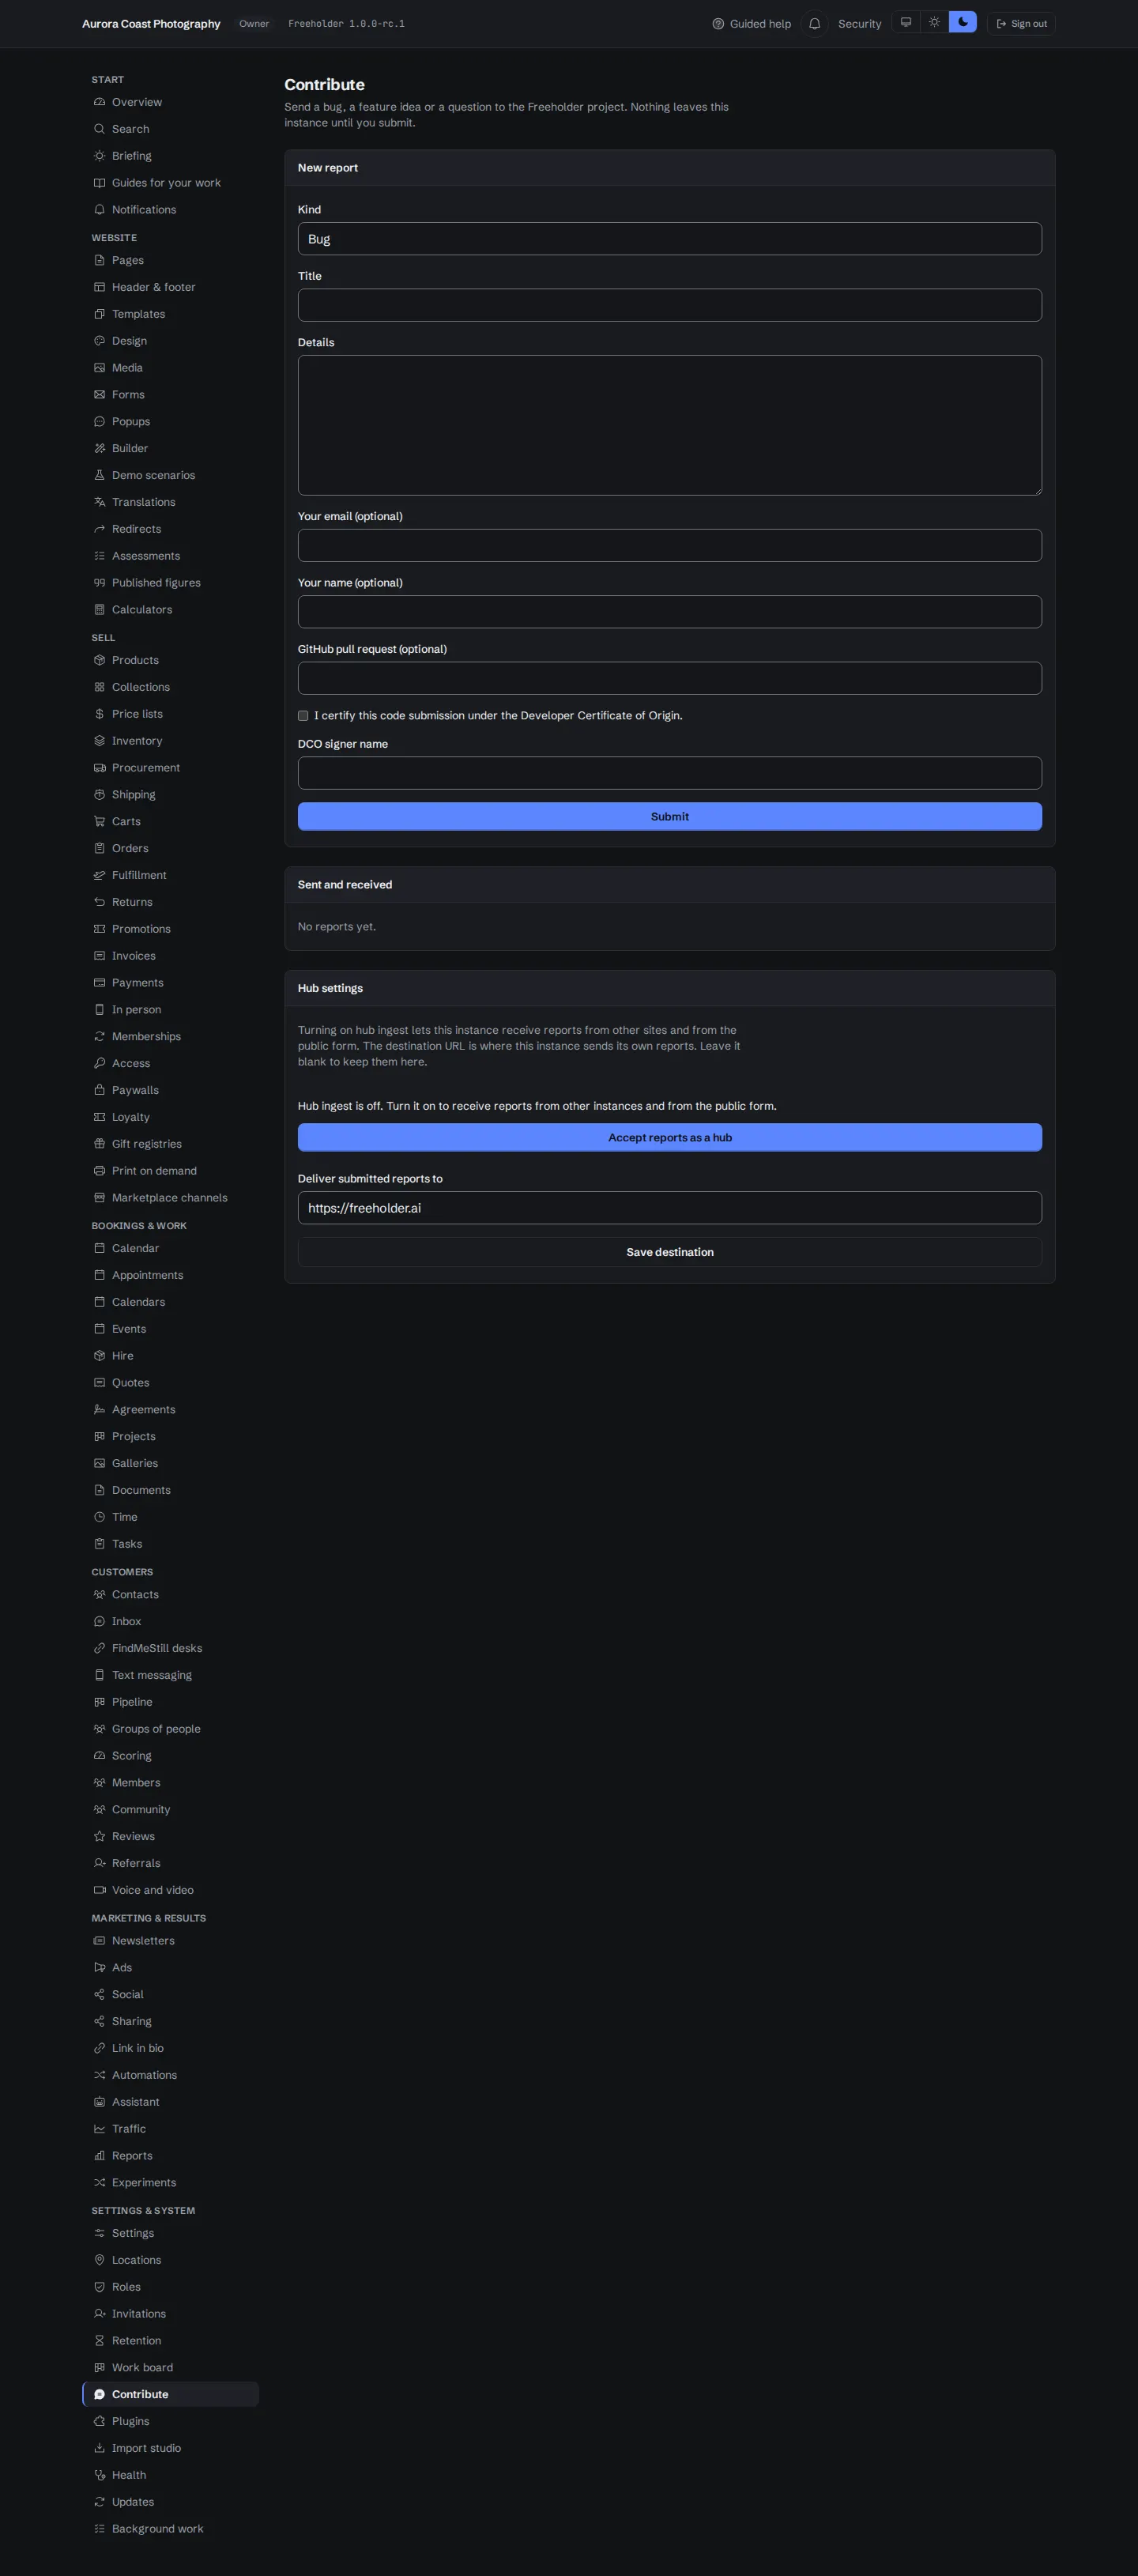 Aurora Coast Photography
Owner
Freeholder 1.0.0-rc.1
Guided help
Security
Sign out
START
Overview
Search
Briefing
Guides for your work
Notifications
WEBSITE
Pages
Header & footer
Templates
Design
Media
Forms
Popups
Builder
Demo scenarios
Translations
Redirects
Assessments
Published figures
Calculators
SELL
Products
Collections
Price lists
Inventory
Procurement
Shipping
Carts
Orders
Fulfillment
Returns
Promotions
Invoices
Payments
In person
Memberships
Access
Paywalls
Loyalty
Gift registries
Print on demand
Marketplace channels
BOOKINGS & WORK
Calendar
Appointments
Calendars
Events
Hire
Quotes
Agreements
Projects
Galleries
Documents
Time
Tasks
CUSTOMERS
Contacts
Inbox
FindMeStill desks
Text messaging
Pipeline
Groups of people
Scoring
Members
Community
Reviews
Referrals
Voice and video
MARKETING & RESULTS
Newsletters
Ads
Social
Sharing
Link in bio
Automations
Assistant
Traffic
Reports
Experiments
SETTINGS & SYSTEM
Settings
Locations
Roles
Invitations
Retention
Work board
Contribute
Plugins
Import studio
Health
Updates
Background work
Contribute
Send a bug, a feature idea or a question to the Freeholder project. Nothing leaves this
instance until you submit.
New report
Kind
Bug
Title
Details
Your email (optional)
Your name (optional)
GitHub pull request (optional)
I certify this code submission under the Developer Certificate of Origin.
DCO signer name
Submit
Sent and received
No reports yet.
Hub settings
Turning on hub ingest lets this instance receive reports from other sites and from the
public form. The destination URL is where this instance sends its own reports. Leave it
blank to keep them here.
Hub ingest is off. Turn it on to receive reports from other instances and from the public form.
Accept reports as a hub
Deliver submitted reports to
https://freeholder.ai
Save destination